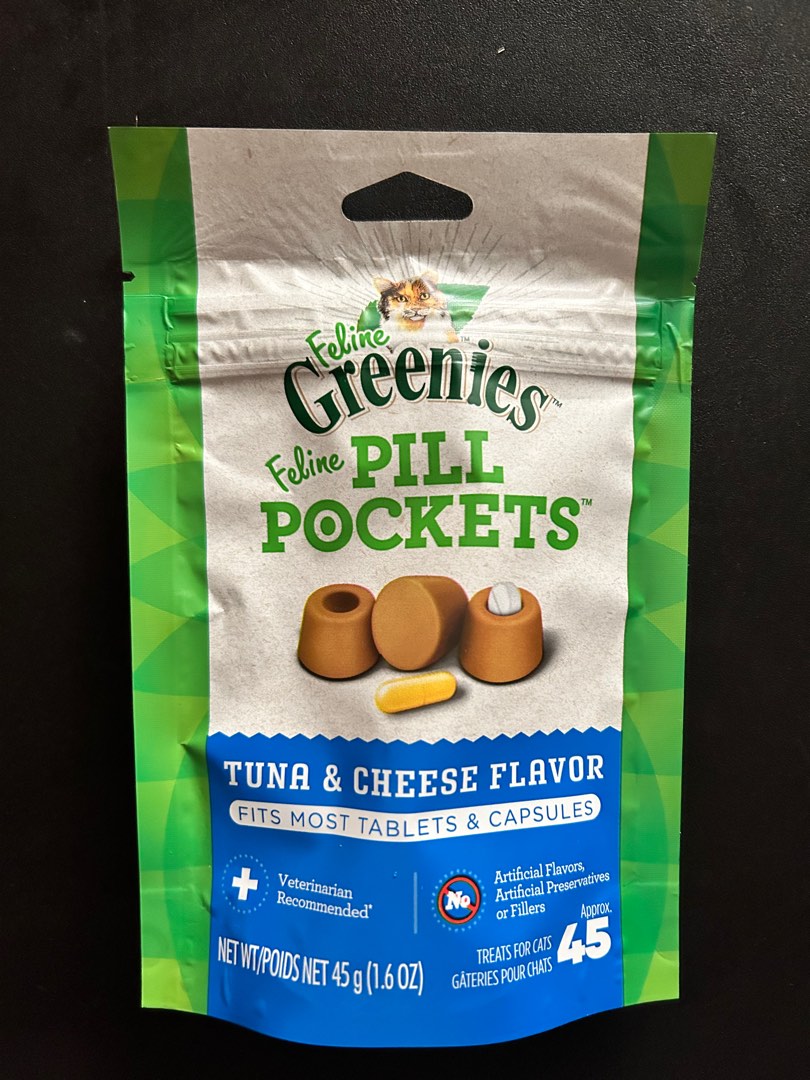 Feline
Greenies™
Feline PILL
POCKETS™
TUNA & CHEESE FLAVOR
FITS MOST TABLETS & CAPSULES
Veterinarian
Recommended*
No
Artificial Flavors,
Artificial Preservatives
or Fillers
NET WT/POIDS NET 45 g (1.6 OZ)
Approx.
45
TREATS FOR CATS
GÂTERIES POUR CHATS